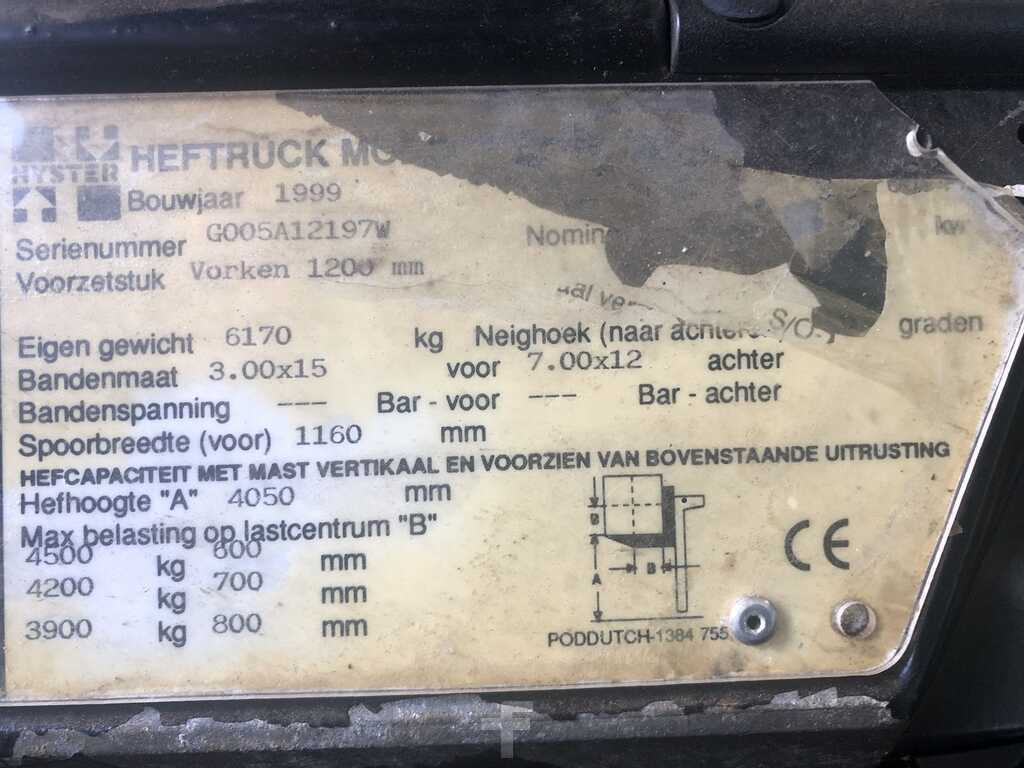 HYSTER HEFTRUCK
Bouwjaar 1999
Serienummer G005A12197W
Voorzetstuk Vorken 1200 mm
kw
Eigen gewicht 6170 kg Neighoek (naar graden
Bandenmaat 3.00x15 voor 7.00x12 achter
Bandenspanning --- Bar - voor --- Bar - achter
Spoorbreedte (voor) 1160 mm
HEFCAPACITEIT MET MAST VERTIKAAL EN VOORZIEN VAN BOVENSTAANDE UITRUSTING
Hefhoogte "A" 4050 mm
Max belasting op lastcentrum "B"
4500 kg 600 mm
4200 kg 700 mm
3900 kg 800 mm
B
A
B
CE
PODDUTCH-1384 755